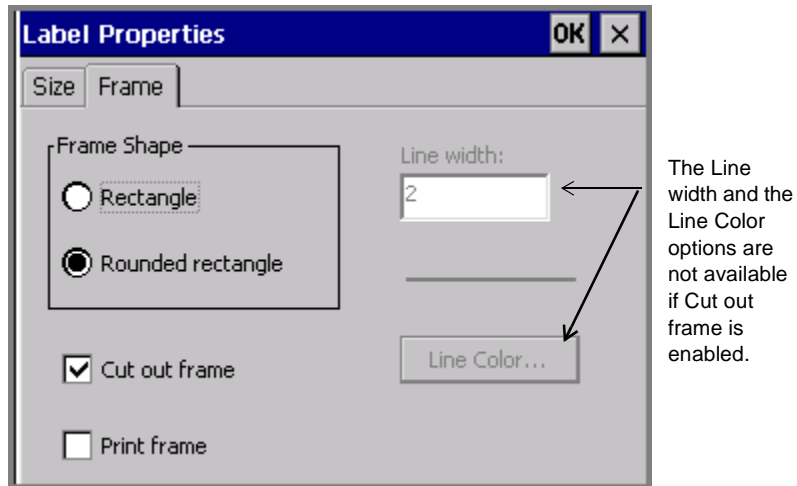 Label Properties OK ×
Size Frame
Frame Shape
Rectangle
Rounded rectangle
Cut out frame
Print frame
Line width:
2
Line Color...
The Line
width and the
Line Color
options are
not available
if Cut out
frame is
enabled.